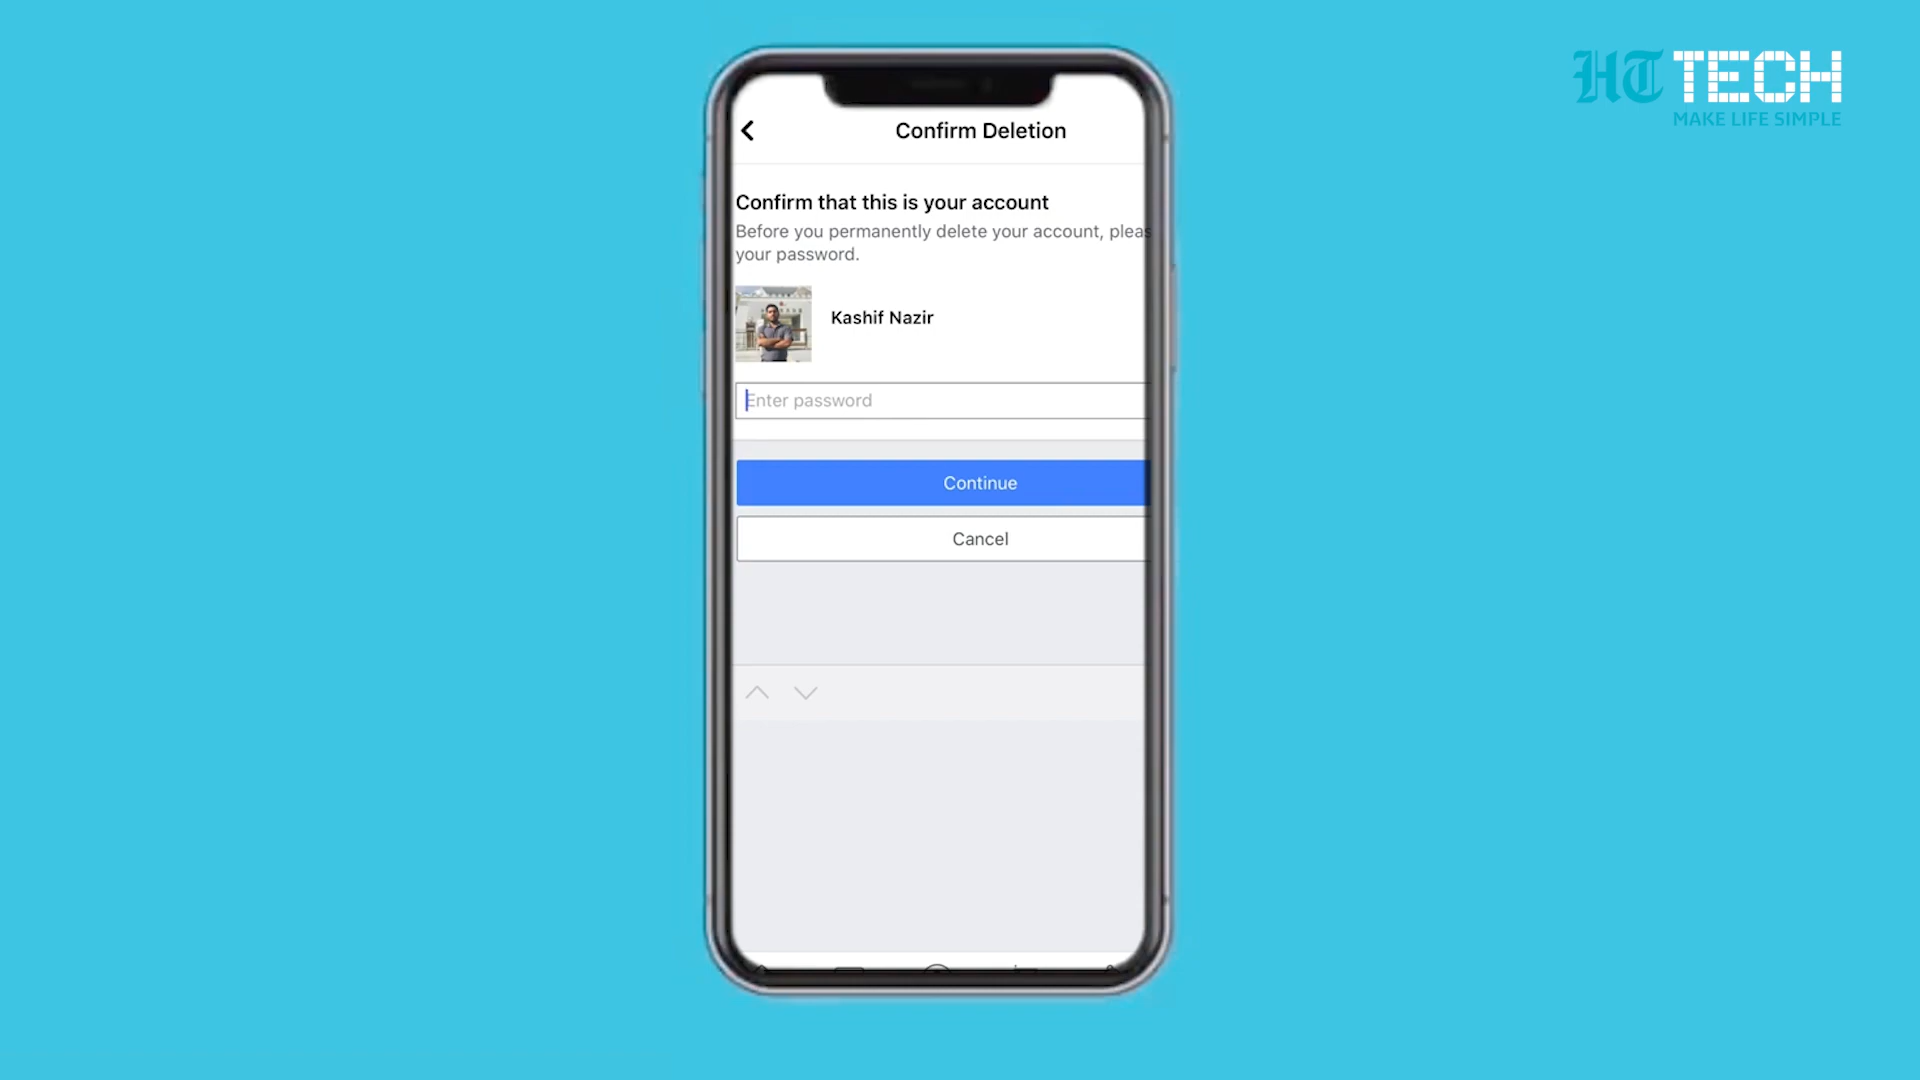 HT TECH
MAKE LIFE SIMPLE
Confirm Deletion
Confirm that this is your account
Before you permanently delete your account, pleas
your password.
Kashif Nazir
Enter password
Continue
Cancel